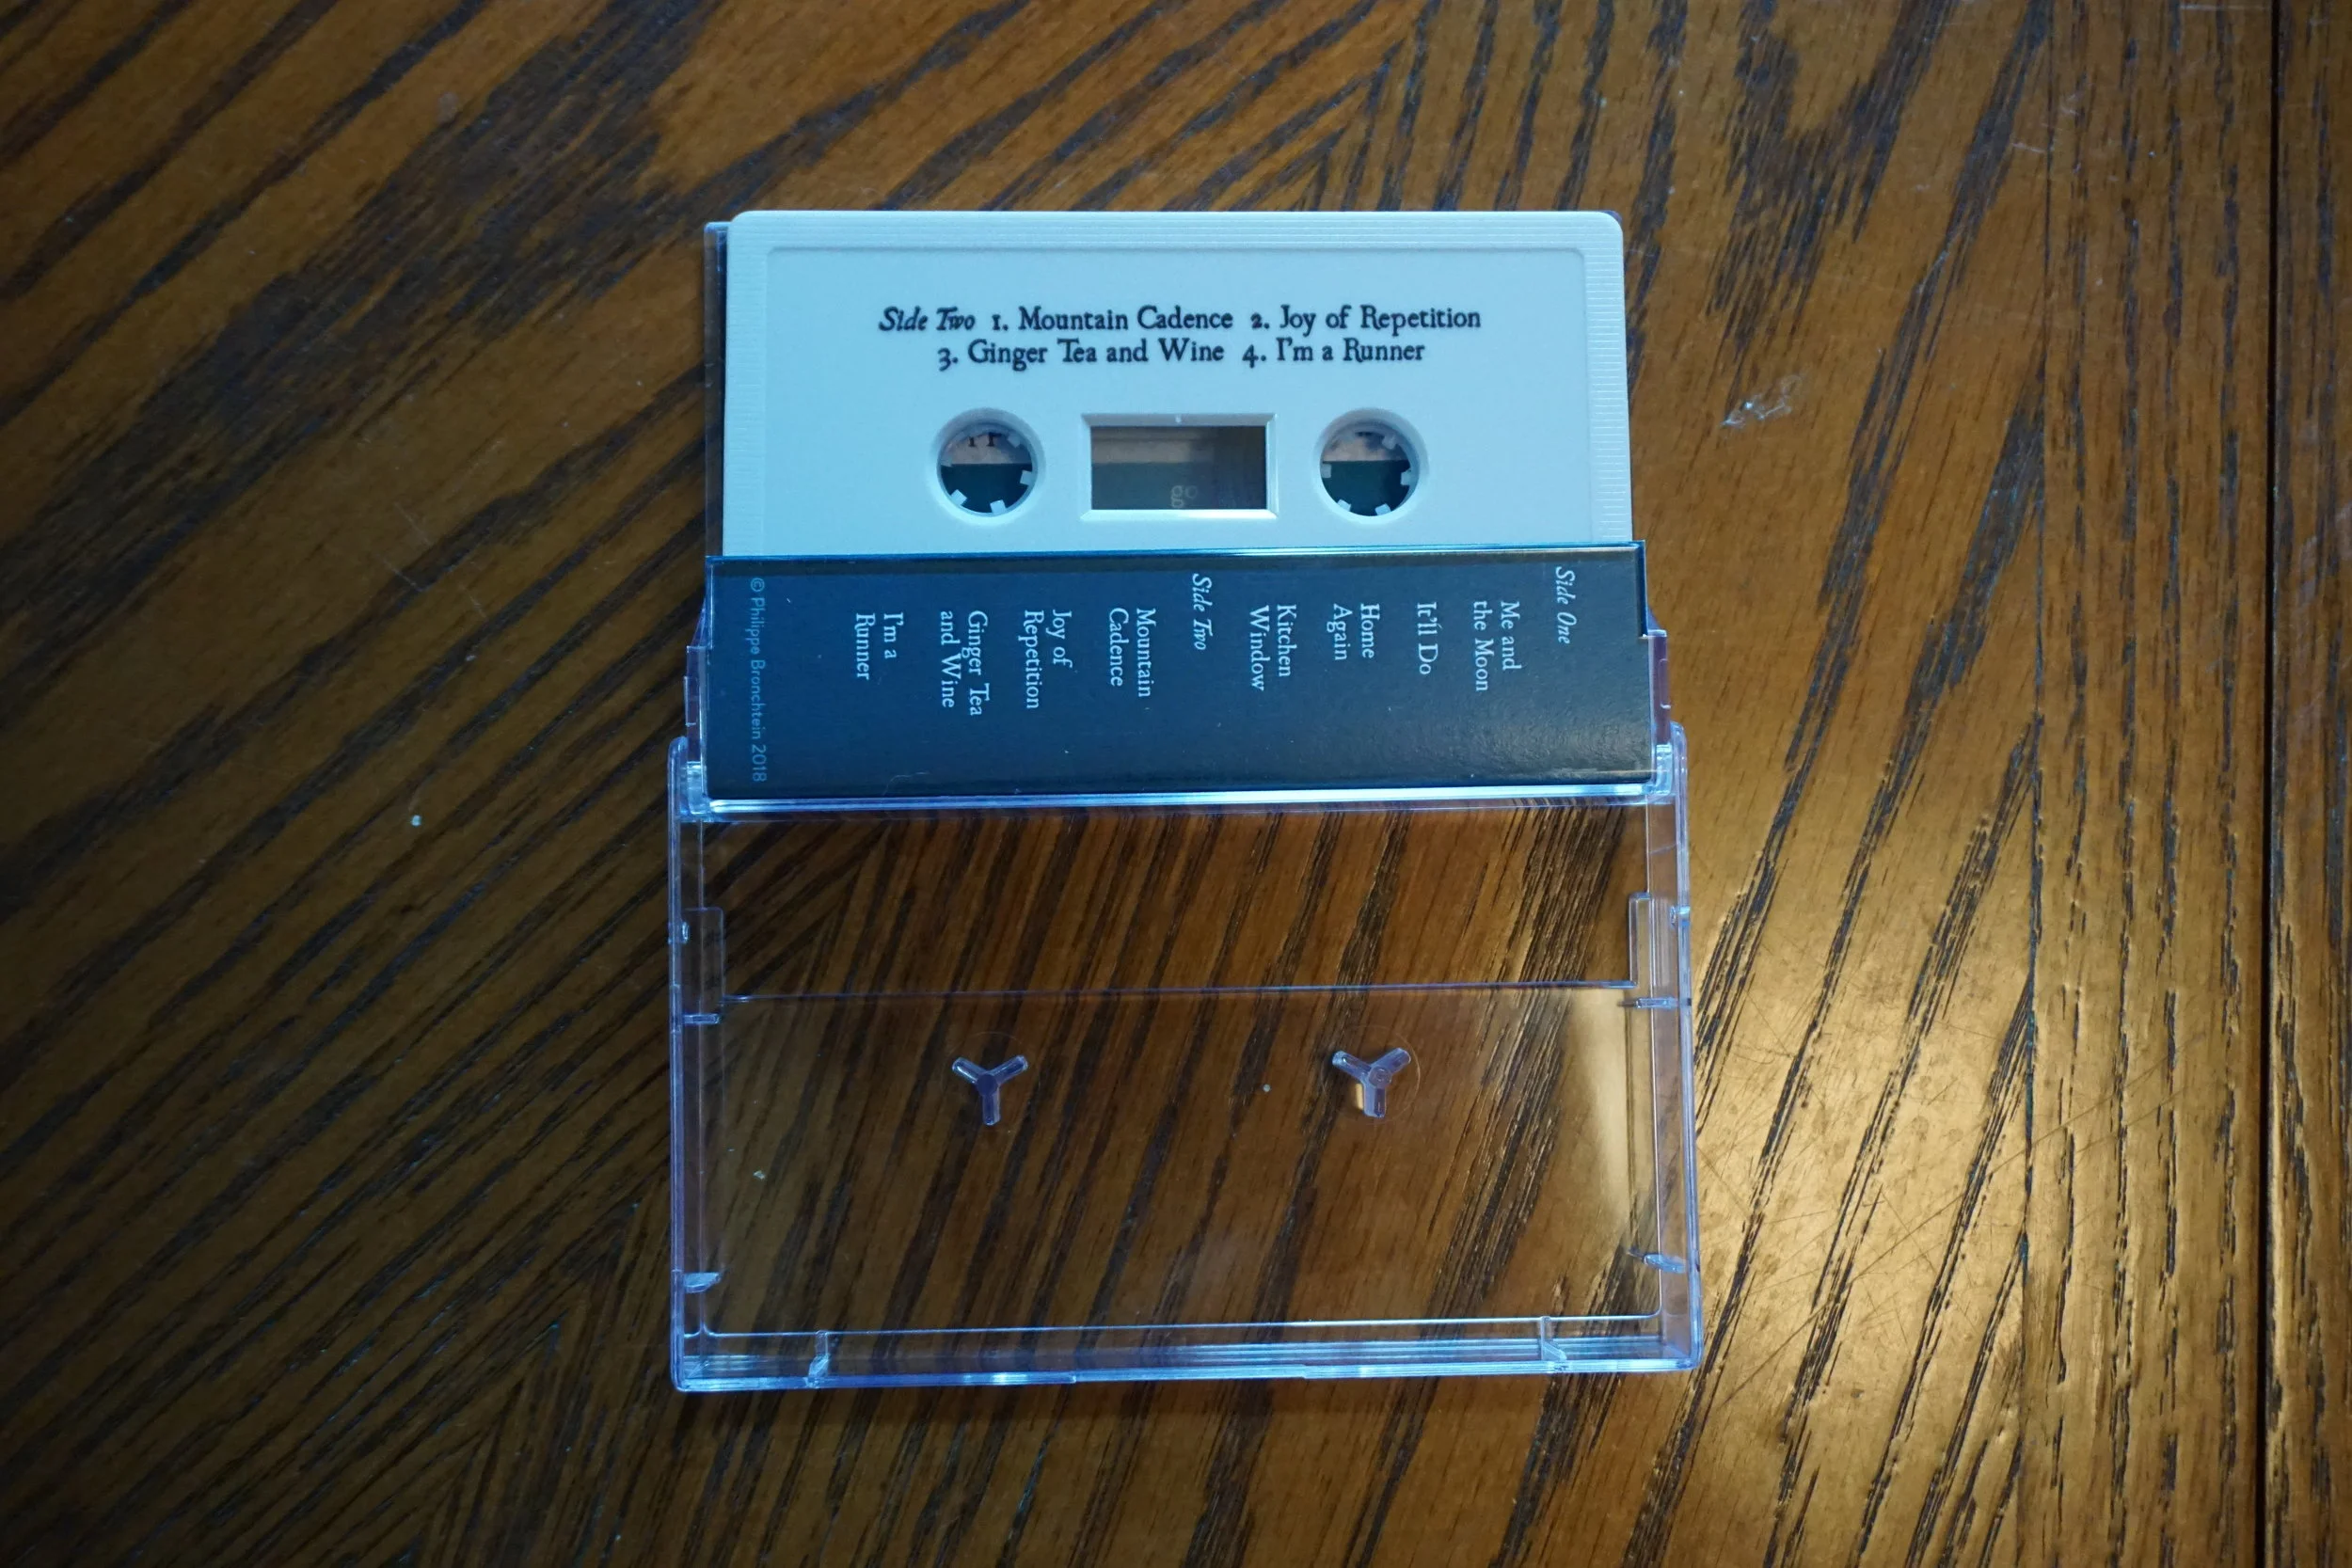 Side Two 1. Mountain Cadence 2. Joy of Repetition
3. Ginger Tea and Wine 4. I'm a Runner
Side One
Me and
the Moon
It'll Do
Home
Again
Kitchen
Window
Side Two
Mountain
Cadence
Joy of
Repetition
Ginger Tea
and Wine
I'm a
Runner
© Philippe Bronchtein 2018